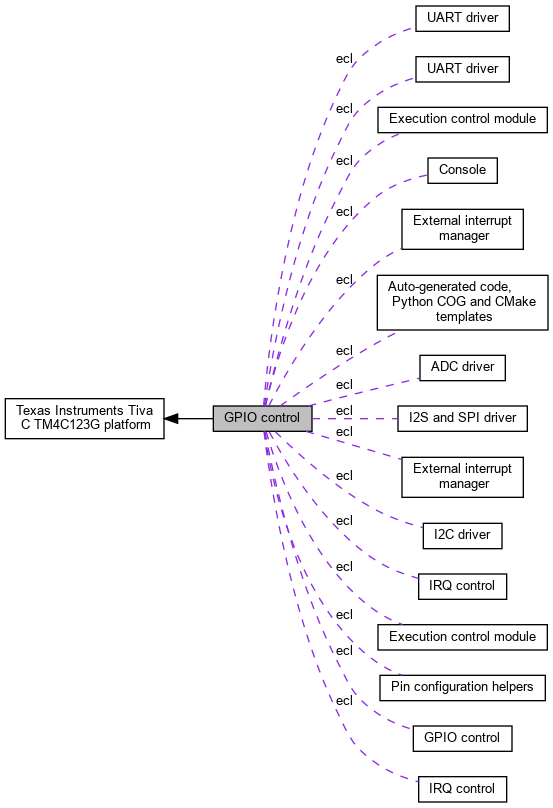 UART driver
ecl
UART driver
ecl
Execution control module
ecl
Console
ecl
External interrupt
manager
ecl
Auto-generated code,
Python COG and CMake
templates
ecl
ADC driver
ecl
Texas Instruments Tiva
C TM4C123G platform
GPIO control
ecl
I2S and SPI driver
ecl
External interrupt
manager
ecl
I2C driver
ecl
IRQ control
ecl
Execution control module
ecl
Pin configuration helpers
ecl
GPIO control
ecl
IRQ control